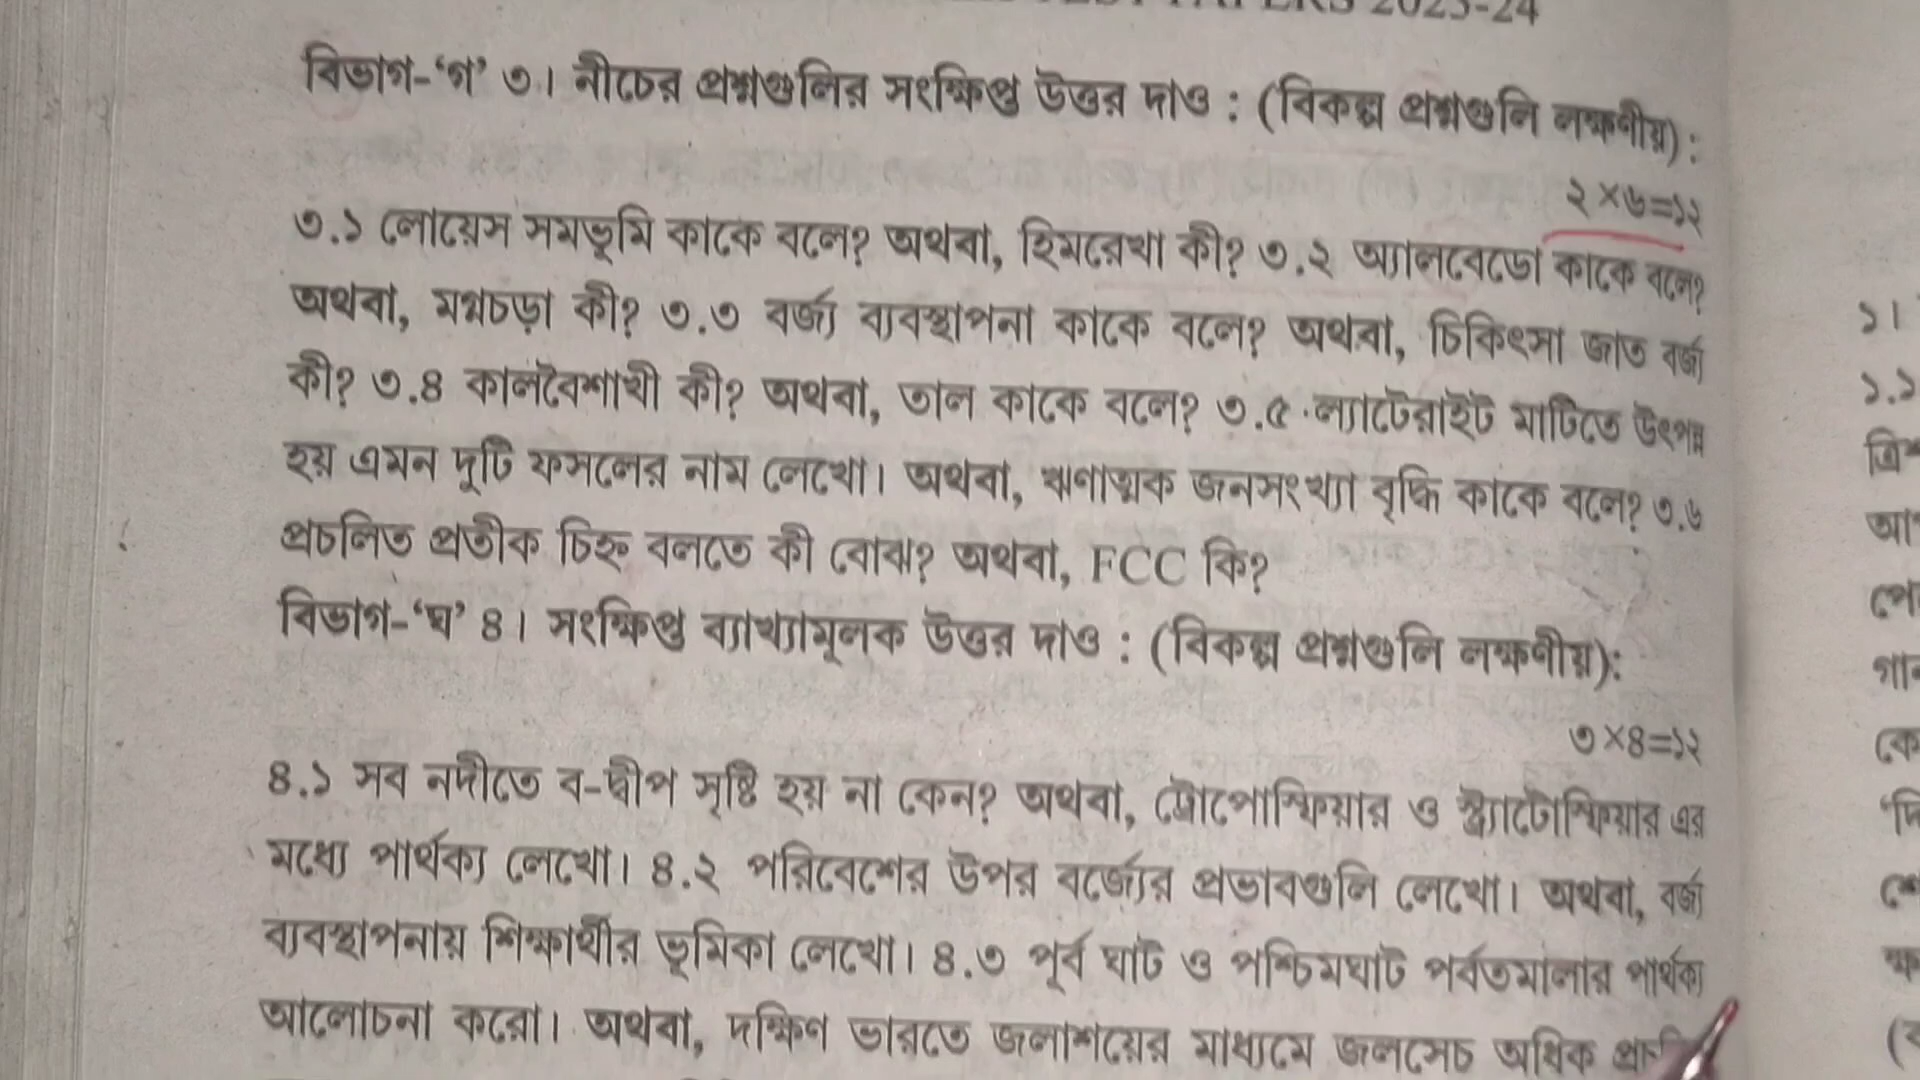 2023-24
বিভাগ-‘গ’ ৩। নীচের প্রশ্নগুলির সংক্ষিপ্ত উত্তর দাও : (বিকল্প প্রশ্নগুলি লক্ষণীয়) :
২×৬=১২
৩.১ লোয়েস সমভূমি কাকে বলে? অথবা, হিমরেখা কী? ৩.২ অ্যালবেডো কাকে বলে?
অথবা, মগ্নচড়া কী? ৩.৩ বর্জ্য ব্যবস্থাপনা কাকে বলে? অথবা, চিকিৎসা জাত বর্জ্য
কী? ৩.৪ কালবৈশাখী কী? অথবা, তাল কাকে বলে? ৩.৫ ল্যাটেরাইট মাটিতে উৎপন্ন
হয় এমন দুটি ফসলের নাম লেখো। অথবা, ঋণাত্মক জনসংখ্যা বৃদ্ধি কাকে বলে? ৩.৬
প্রচলিত প্রতীক চিহ্ন বলতে কী বোঝ? অথবা, FCC কি?
বিভাগ-‘ঘ’ ৪। সংক্ষিপ্ত ব্যাখ্যামূলক উত্তর দাও : (বিকল্প প্রশ্নগুলি লক্ষণীয়):
৩×৪=১২
৪.১ সব নদীতে ব-দ্বীপ সৃষ্টি হয় না কেন? অথবা, ট্রোপোস্ফিয়ার ও স্ট্র্যাটোস্ফিয়ার এর
মধ্যে পার্থক্য লেখো। ৪.২ পরিবেশের উপর বর্জ্যের প্রভাবগুলি লেখো। অথবা, বর্জ্য
ব্যবস্থাপনায় শিক্ষার্থীর ভূমিকা লেখো। ৪.৩ পূর্ব ঘাট ও পশ্চিমঘাট পর্বতমালার পার্থক্য
আলোচনা করো। অথবা, দক্ষিণ ভারতে জলাশয়ের মাধ্যমে জলসেচ অধিক
১।
১.১